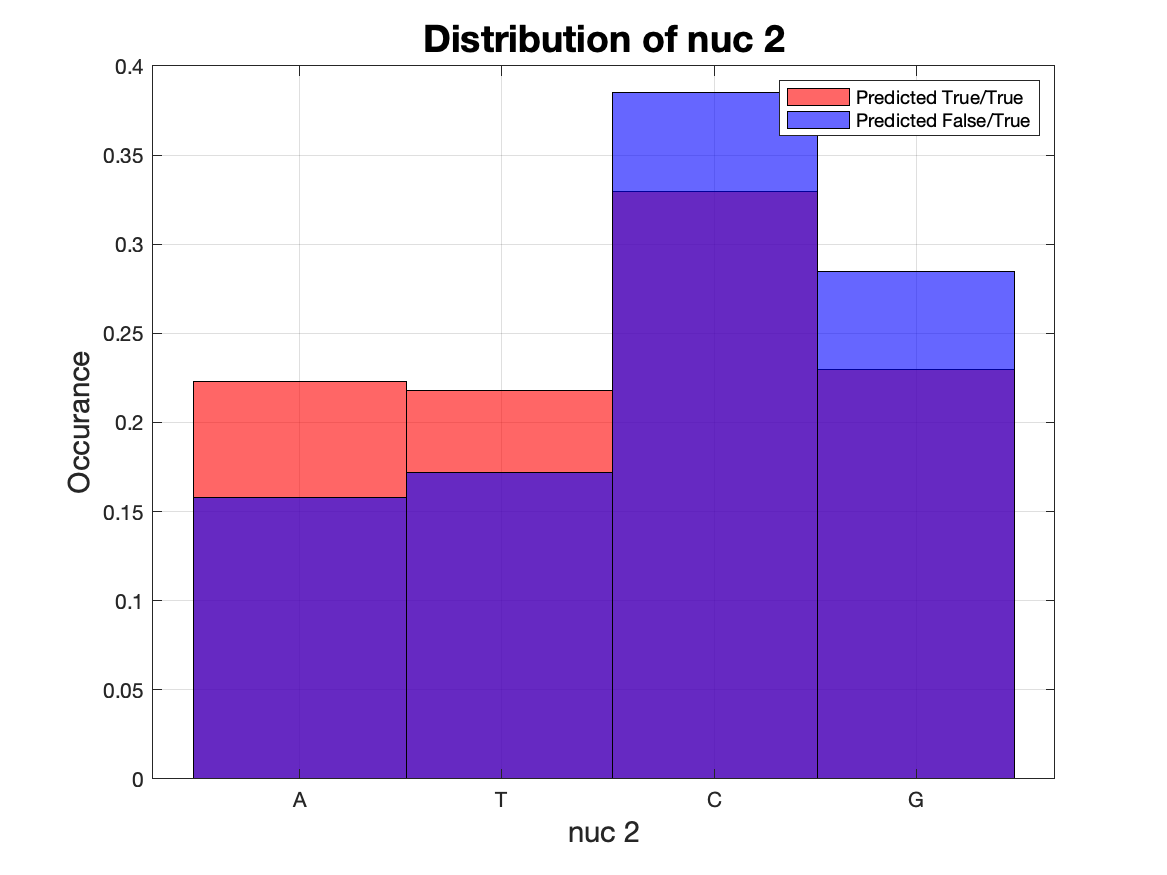 Distribution of nuc 2
0.4
0.35
0.3
0.25
0.2
0.15
0.1
0.05
0
Occurance
Predicted True/True
Predicted False/True
A T C G
nuc 2